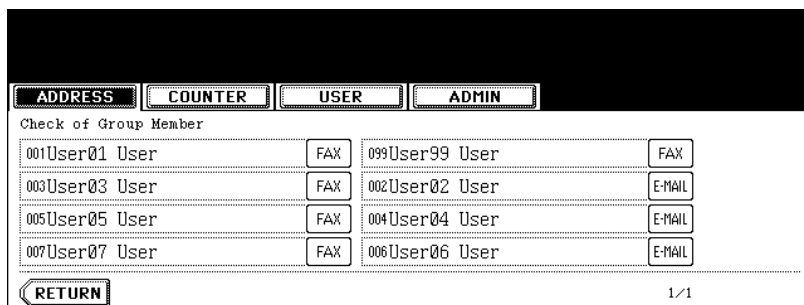 ADDRESS COUNTER USER ADMIN
Check of Group Member
001User01 User FAX 099User99 User FAX
003User03 User FAX 002User02 User E-MAIL
005User05 User FAX 004User04 User E-MAIL
007User07 User FAX 006User06 User E-MAIL
RETURN 1/1